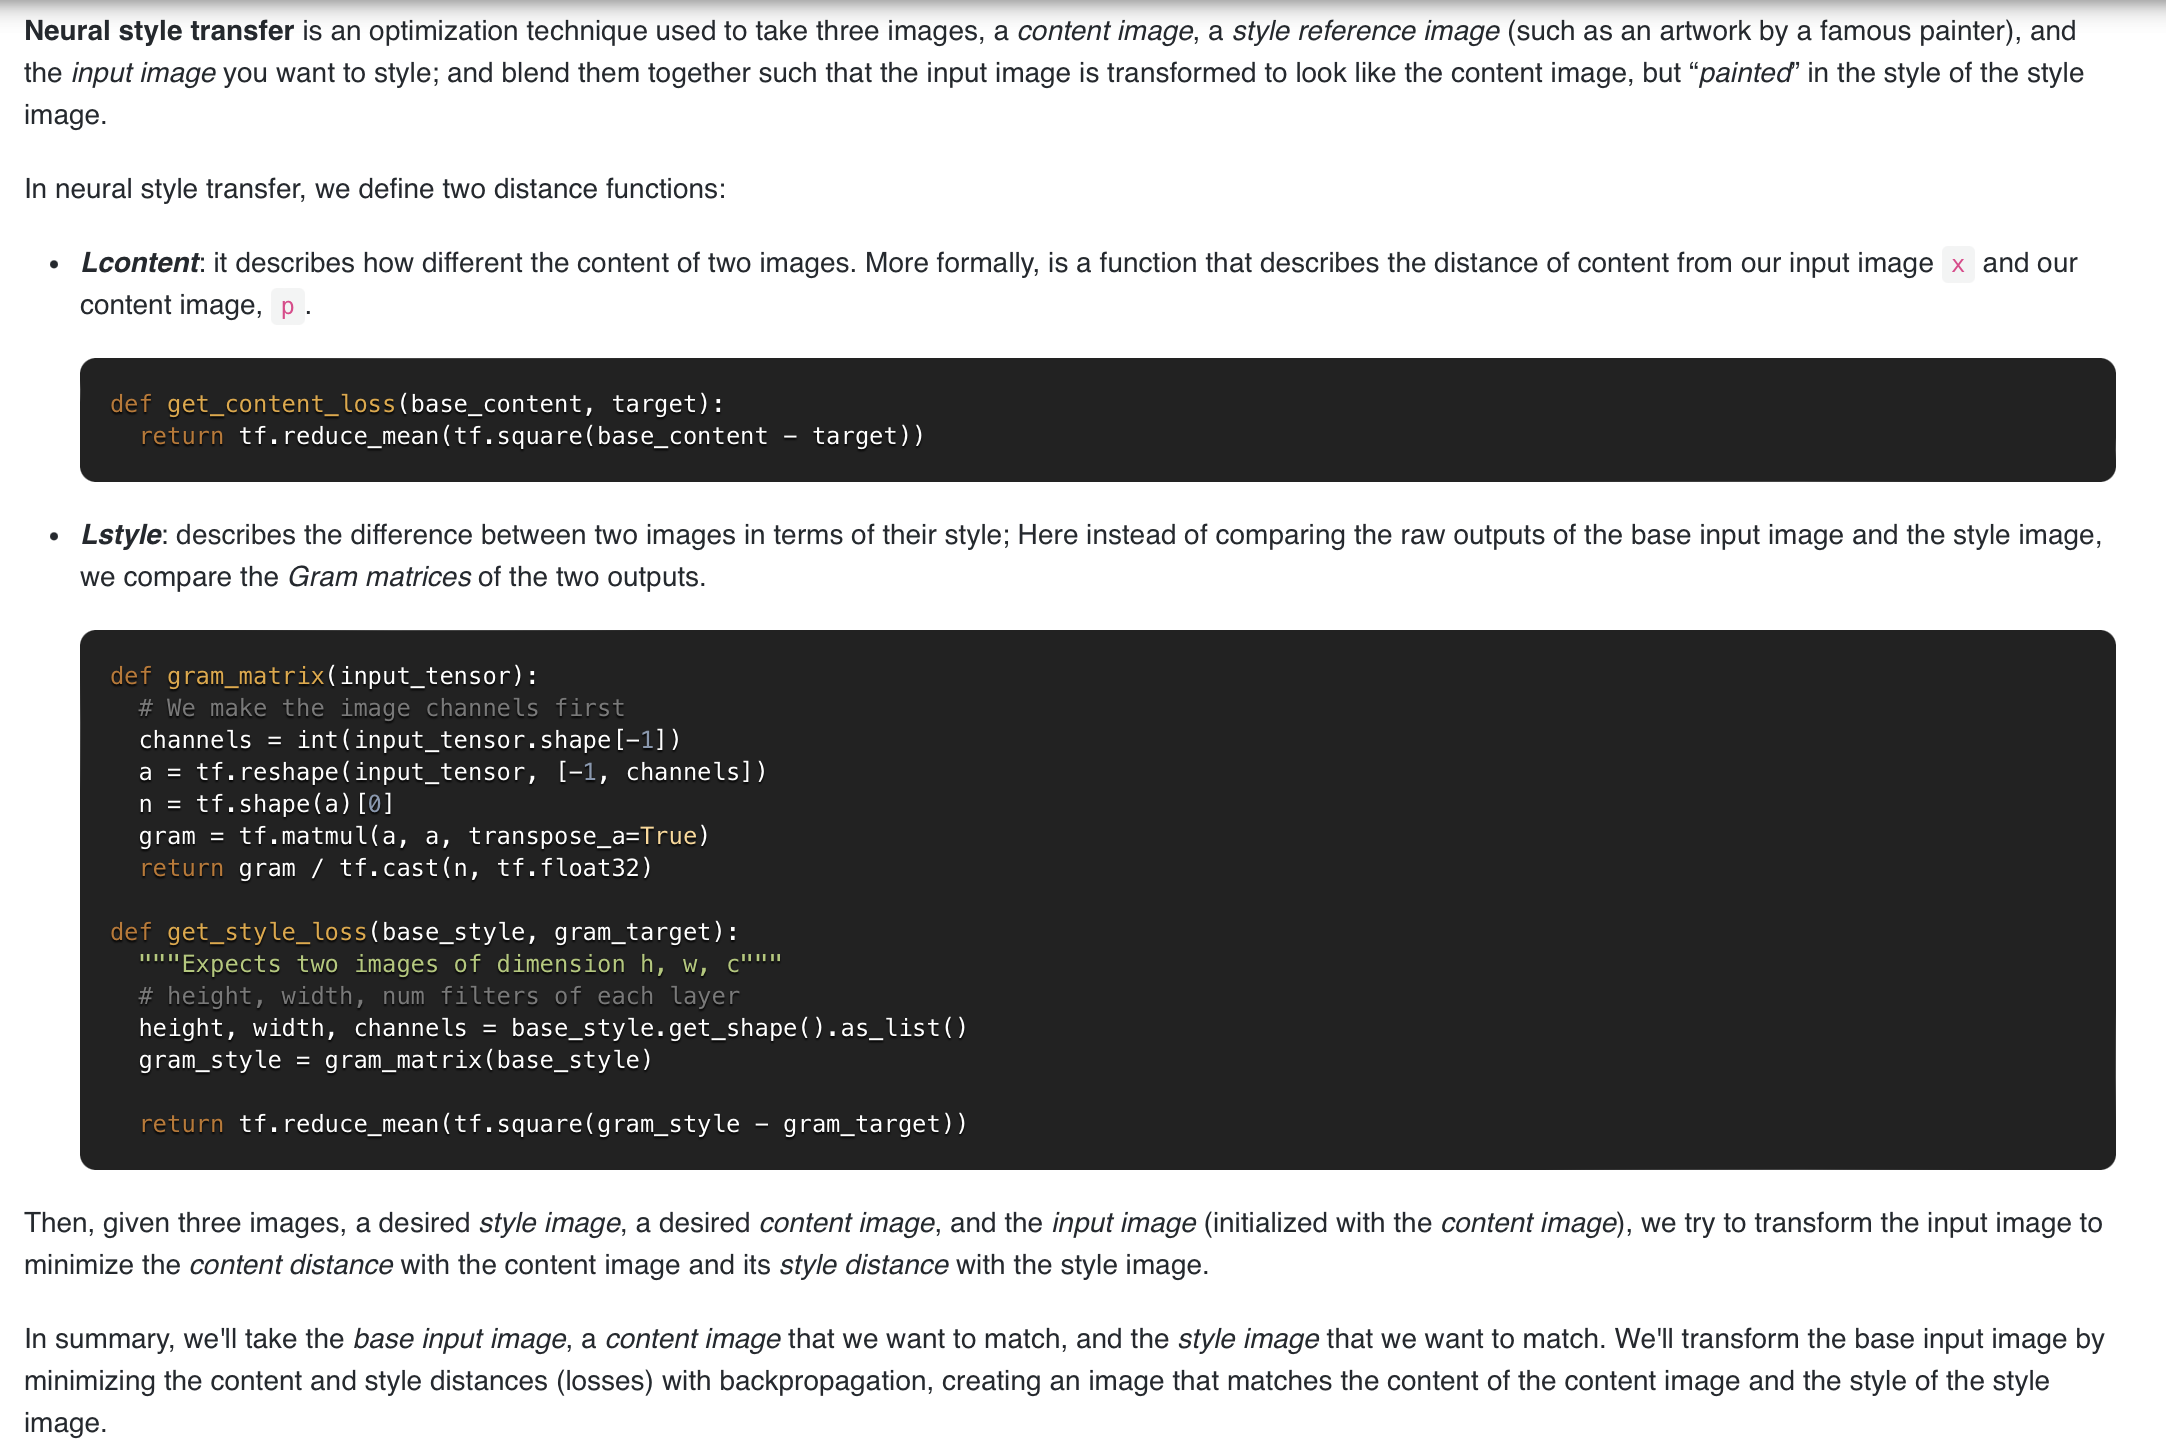 Neural style transfer is an optimization technique used to take three images, a content image, a style reference image (such as an artwork by a famous painter), and
the input image you want to style; and blend them together such that the input image is transformed to look like the content image, but “painted” in the style of the style
image.
In neural style transfer, we define two distance functions:
• Lcontent: it describes how different the content of two images. More formally, is a function that describes the distance of content from our input image x and our
content image, p.
def get_content_loss(base_content, target):
  return tf.reduce_mean(tf.square(base_content - target))
• Lstyle: describes the difference between two images in terms of their style; Here instead of comparing the raw outputs of the base input image and the style image,
we compare the Gram matrices of the two outputs.
def gram_matrix(input_tensor):
  # We make the image channels first
  channels = int(input_tensor.shape[-1])
  a = tf.reshape(input_tensor, [-1, channels])
  n = tf.shape(a)[0]
  gram = tf.matmul(a, a, transpose_a=True)
  return gram / tf.cast(n, tf.float32)
def get_style_loss(base_style, gram_target):
  """Expects two images of dimension h, w, c"""
  # height, width, num filters of each layer
  height, width, channels = base_style.get_shape().as_list()
  gram_style = gram_matrix(base_style)
  return tf.reduce_mean(tf.square(gram_style - gram_target))
Then, given three images, a desired style image, a desired content image, and the input image (initialized with the content image), we try to transform the input image to
minimize the content distance with the content image and its style distance with the style image.
In summary, we'll take the base input image, a content image that we want to match, and the style image that we want to match. We'll transform the base input image by
minimizing the content and style distances (losses) with backpropagation, creating an image that matches the content of the content image and the style of the style
image.